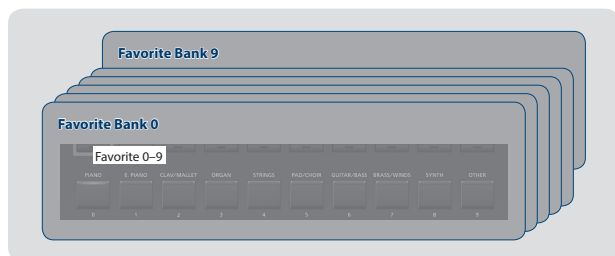 Favorite Bank 9
Favorite Bank 0
Favorite 0–9
PIANO E. PIANO CLAV/MALLET ORGAN STRINGS PAD/CHOIR GUITAR/BASS BRASS/WINDS SYNTH OTHER
0 1 2 3 4 5 6 7 8 9